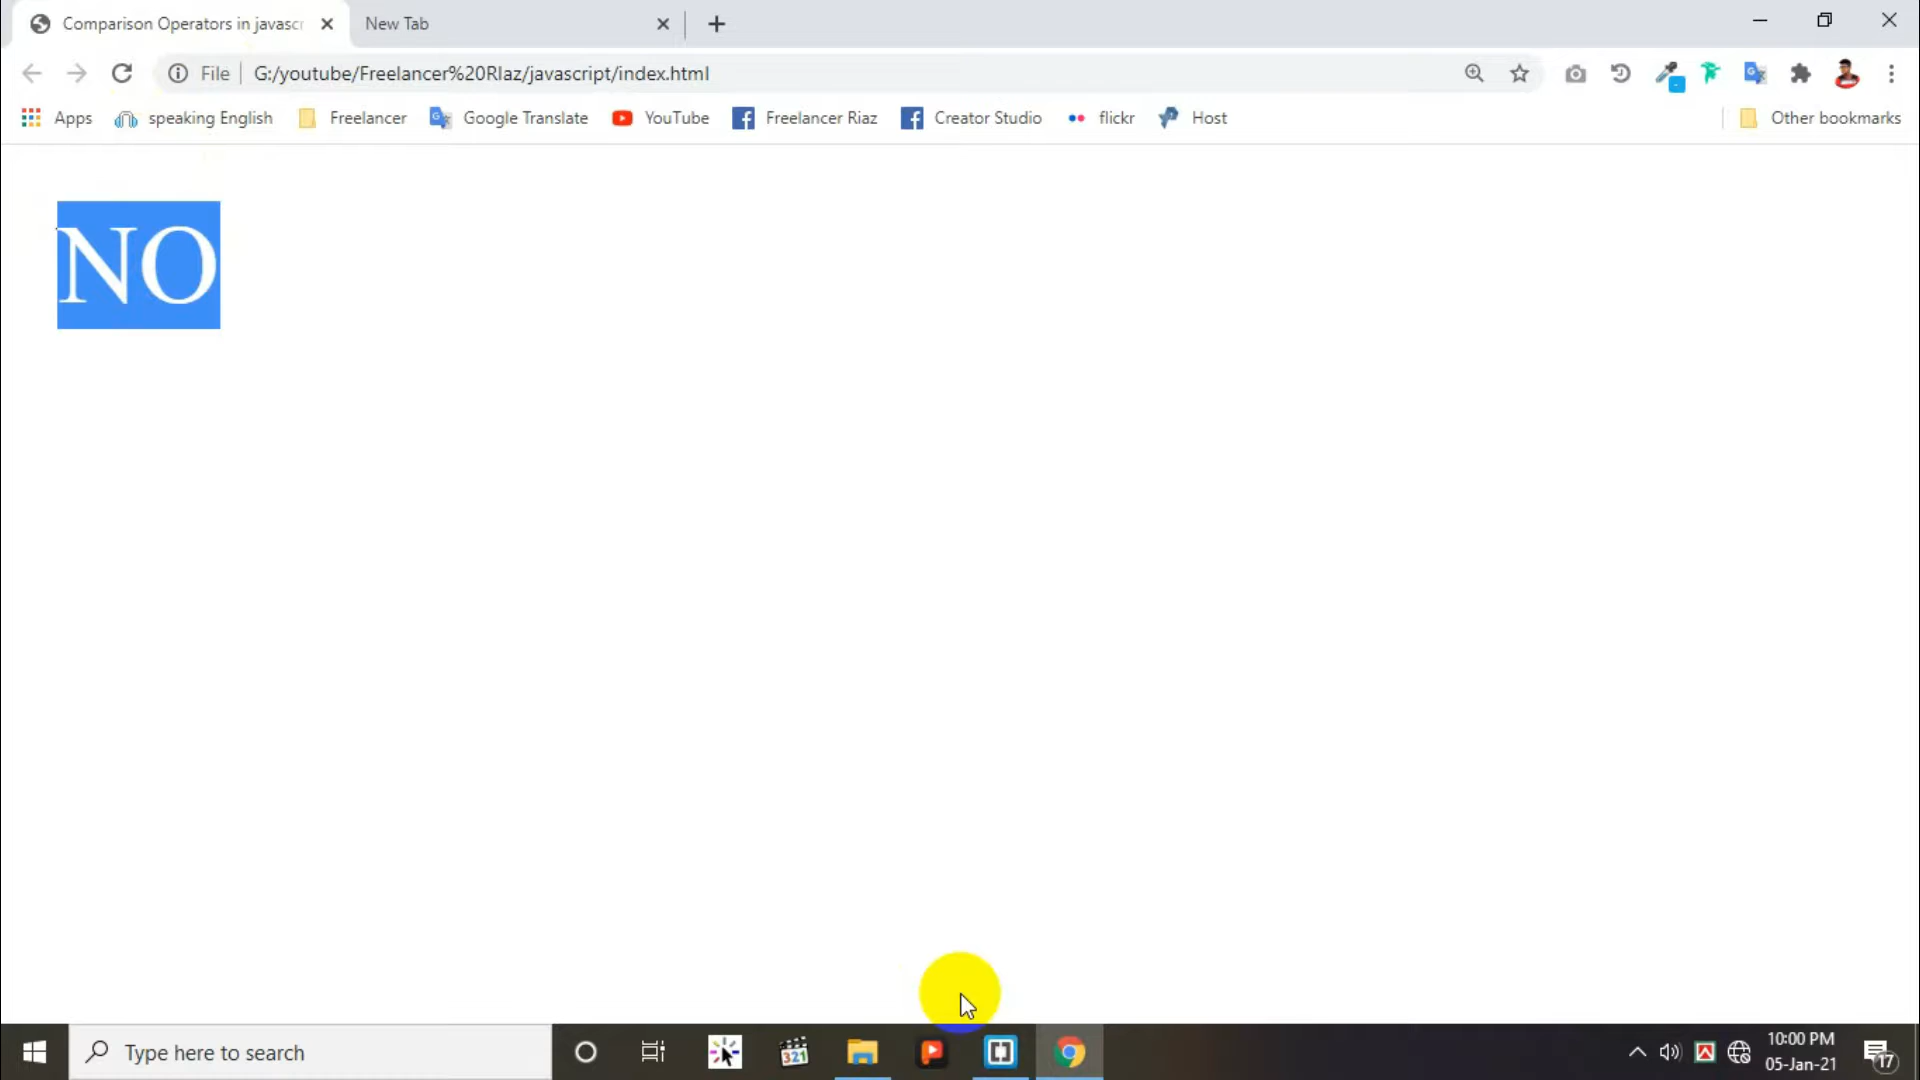 Comparison Operators in javascr
New Tab
File
G:/youtube/Freelancer%20RIaz/javascript/index.html
Apps
speaking English
Freelancer
Google Translate
YouTube
Freelancer Riaz
Creator Studio
flickr
Host
Other bookmarks
NO
Type here to search
321
10:00 PM
05-Jan-21
17